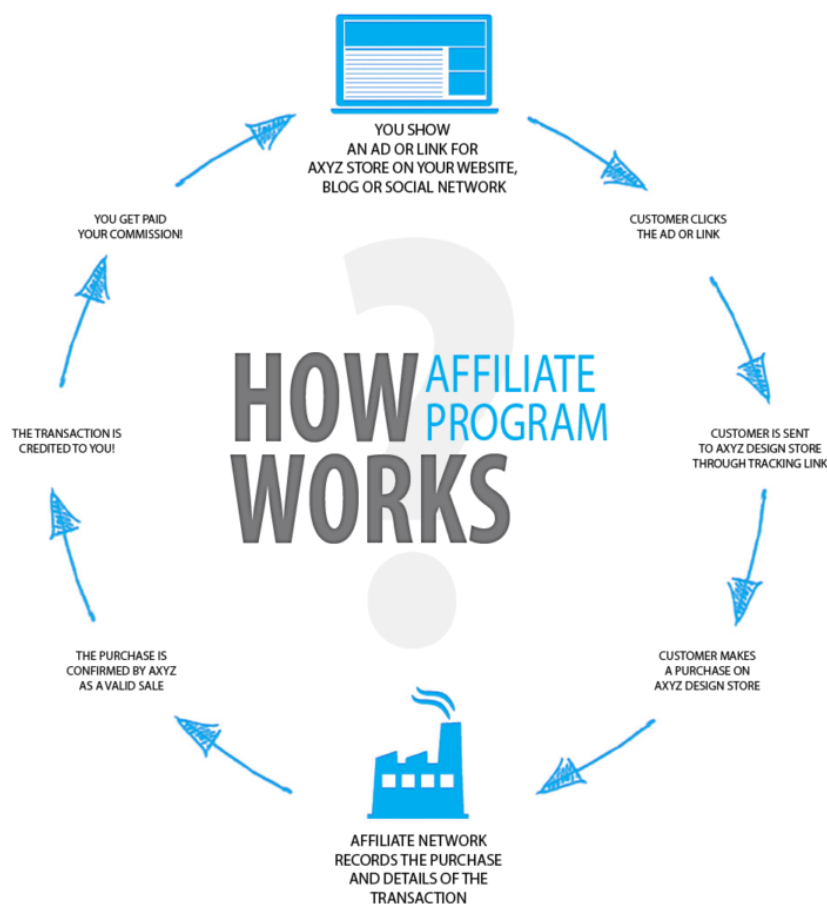 YOU SHOW
AN AD OR LINK FOR
AXYZ STORE ON YOUR WEBSITE,
BLOG OR SOCIAL NETWORK
CUSTOMER CLICKS
THE AD OR LINK
CUSTOMER IS SENT
TO AXYZ DESIGN STORE
THROUGH TRACKING LINK
CUSTOMER MAKES
A PURCHASE ON
AXYZ DESIGN STORE
AFFILIATE NETWORK
RECORDS THE PURCHASE
AND DETAILS OF THE
TRANSACTION
THE PURCHASE IS
CONFIRMED BY AXYZ
AS A VALID SALE
THE TRANSACTION IS
CREDITED TO YOU!
YOU GET PAID
YOUR COMMISSION!
HOW AFFILIATE
PROGRAM
WORKS
?